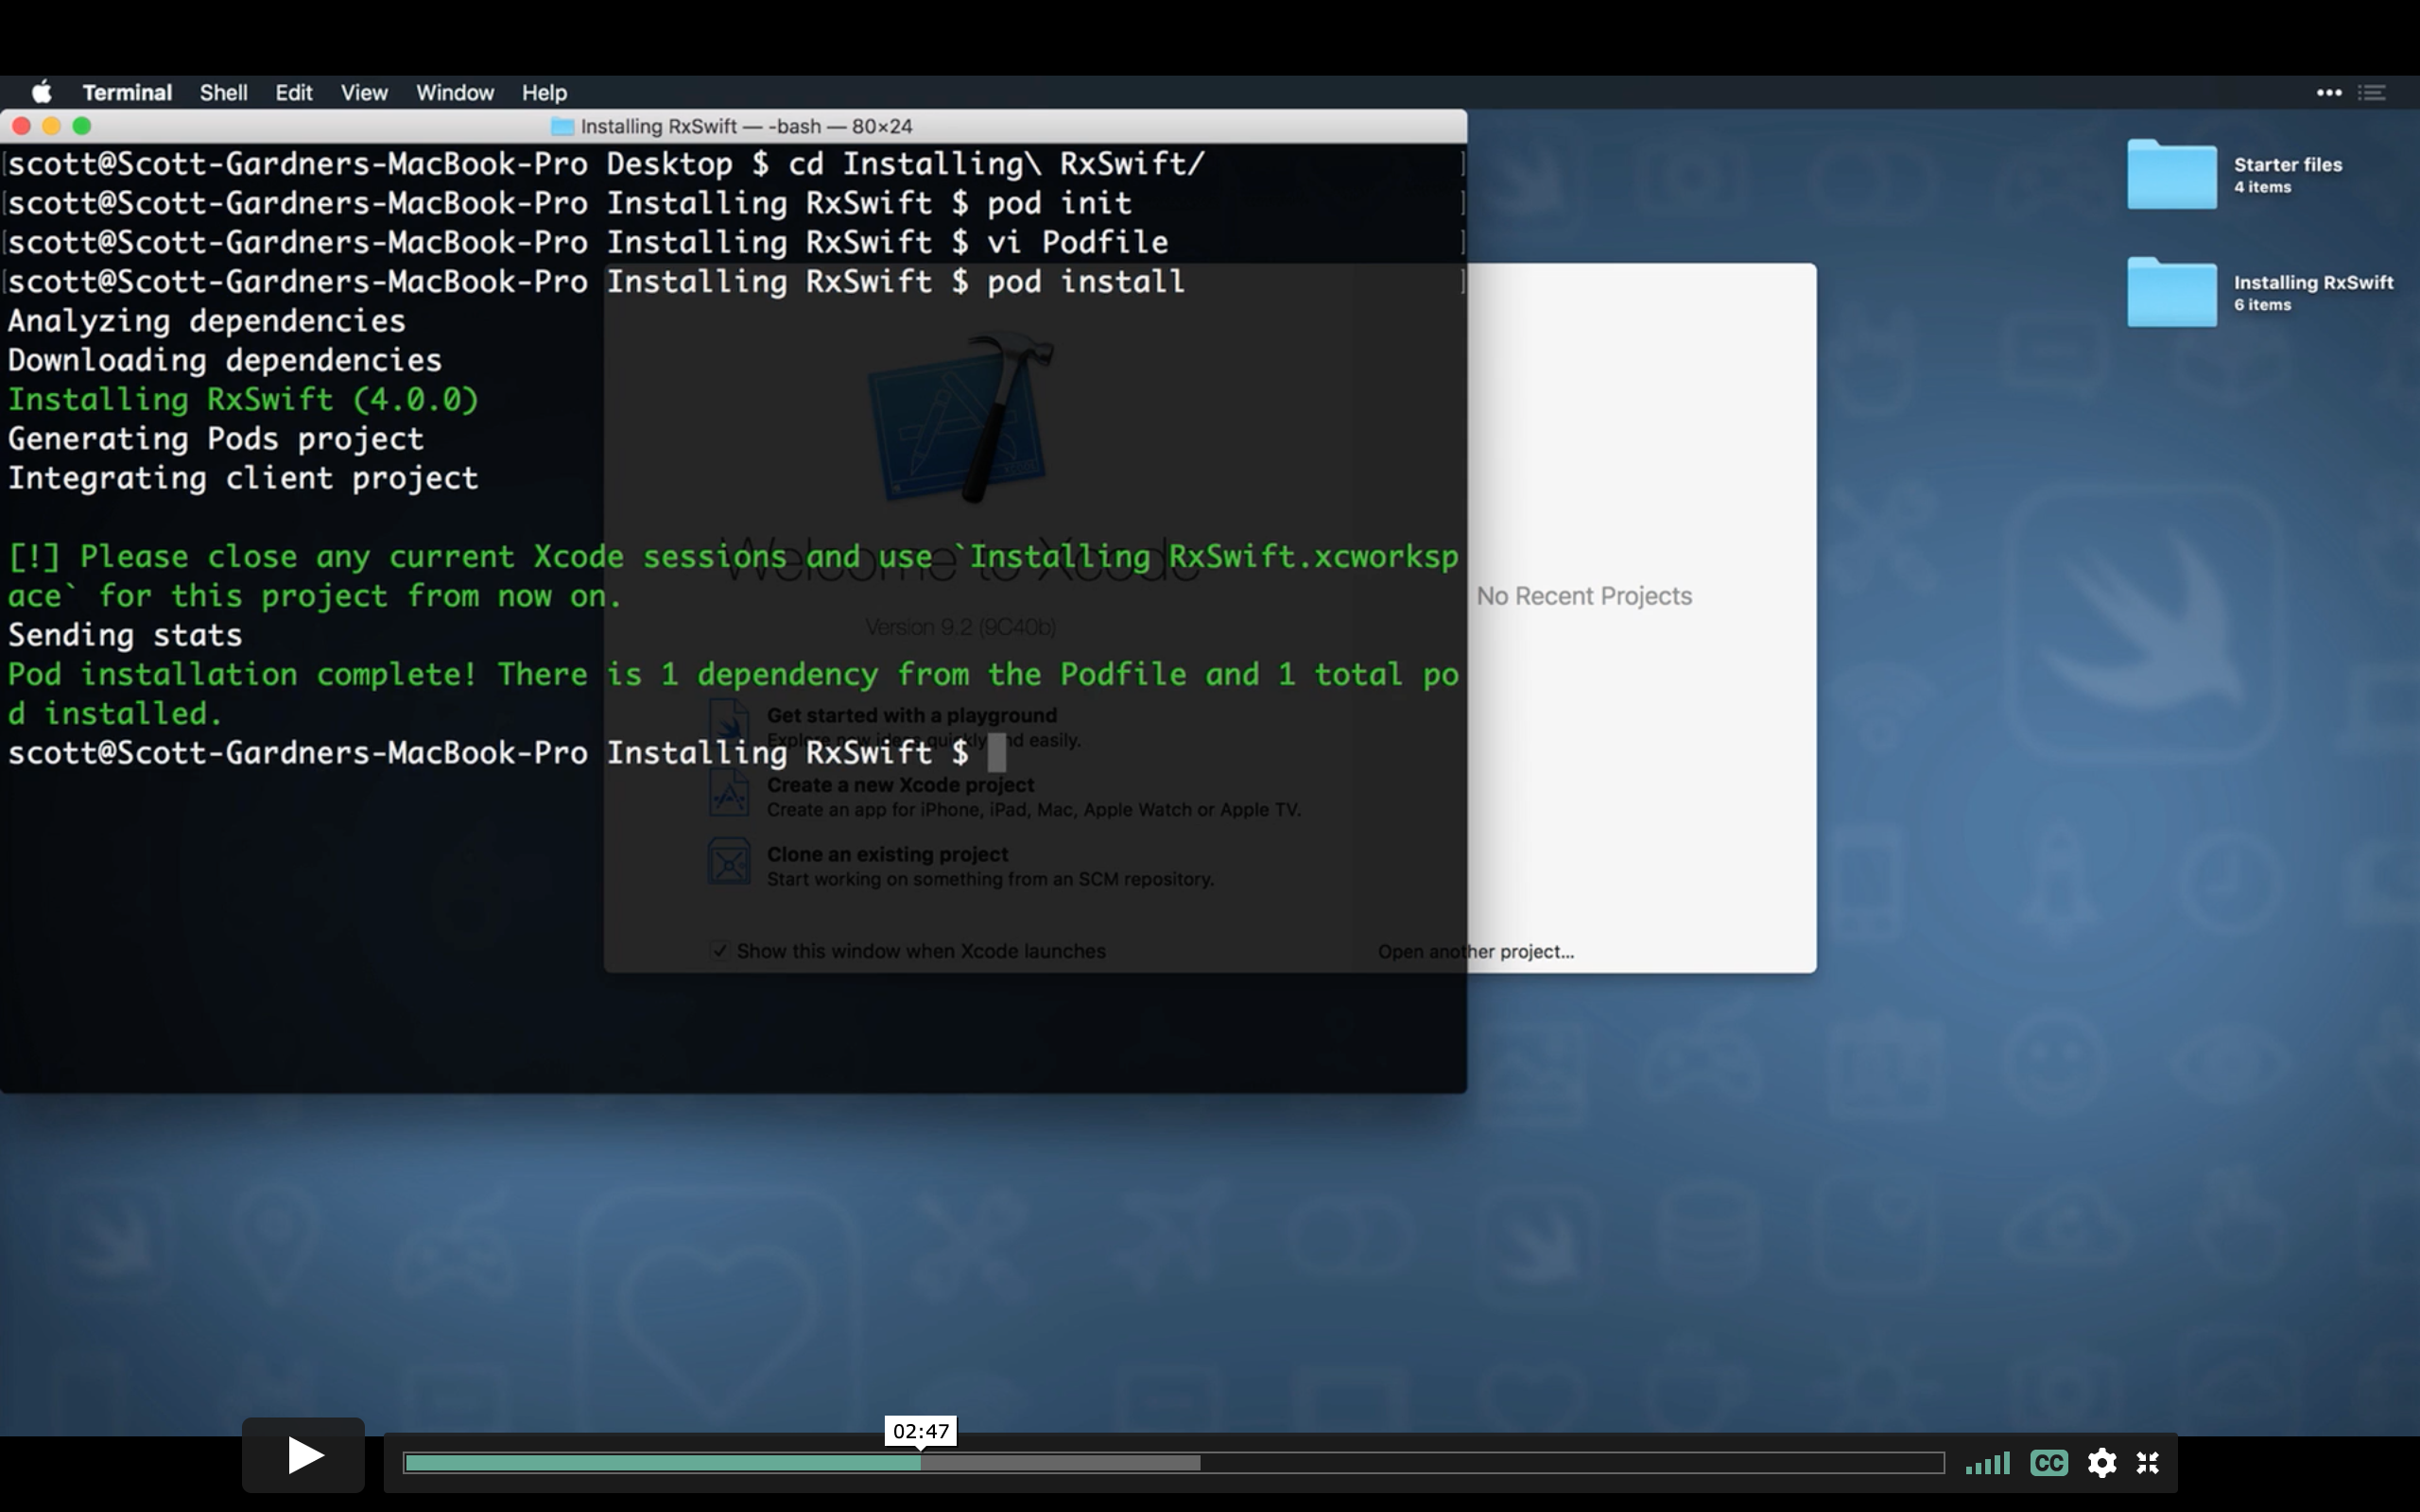 Terminal Shell Edit View Window Help
Installing RxSwift — -bash — 80×24
scott@Scott-Gardners-MacBook-Pro Desktop $ cd Installing\ RxSwift/
scott@Scott-Gardners-MacBook-Pro Installing RxSwift $ pod init
scott@Scott-Gardners-MacBook-Pro Installing RxSwift $ vi Podfile
scott@Scott-Gardners-MacBook-Pro Installing RxSwift $ pod install
Analyzing dependencies
Downloading dependencies
Installing RxSwift (4.0.0)
Generating Pods project
Integrating client project
[!] Please close any current Xcode sessions and use `Installing RxSwift.xcworksp
ace` for this project from now on.
Sending stats
Pod installation complete! There is 1 dependency from the Podfile and 1 total po
d installed.
scott@Scott-Gardners-MacBook-Pro Installing RxSwift $
Welcome to Xcode
Version 9.2 (9C40b)
Get started with a playground
Explore new ideas quickly and easily.
Create a new Xcode project
Create an app for iPhone, iPad, Mac, Apple Watch or Apple TV.
Clone an existing project
Start working on something from an SCM repository.
Show this window when Xcode launches
No Recent Projects
Open another project...
Starter files
4 items
Installing RxSwift
6 items
02:47
CC